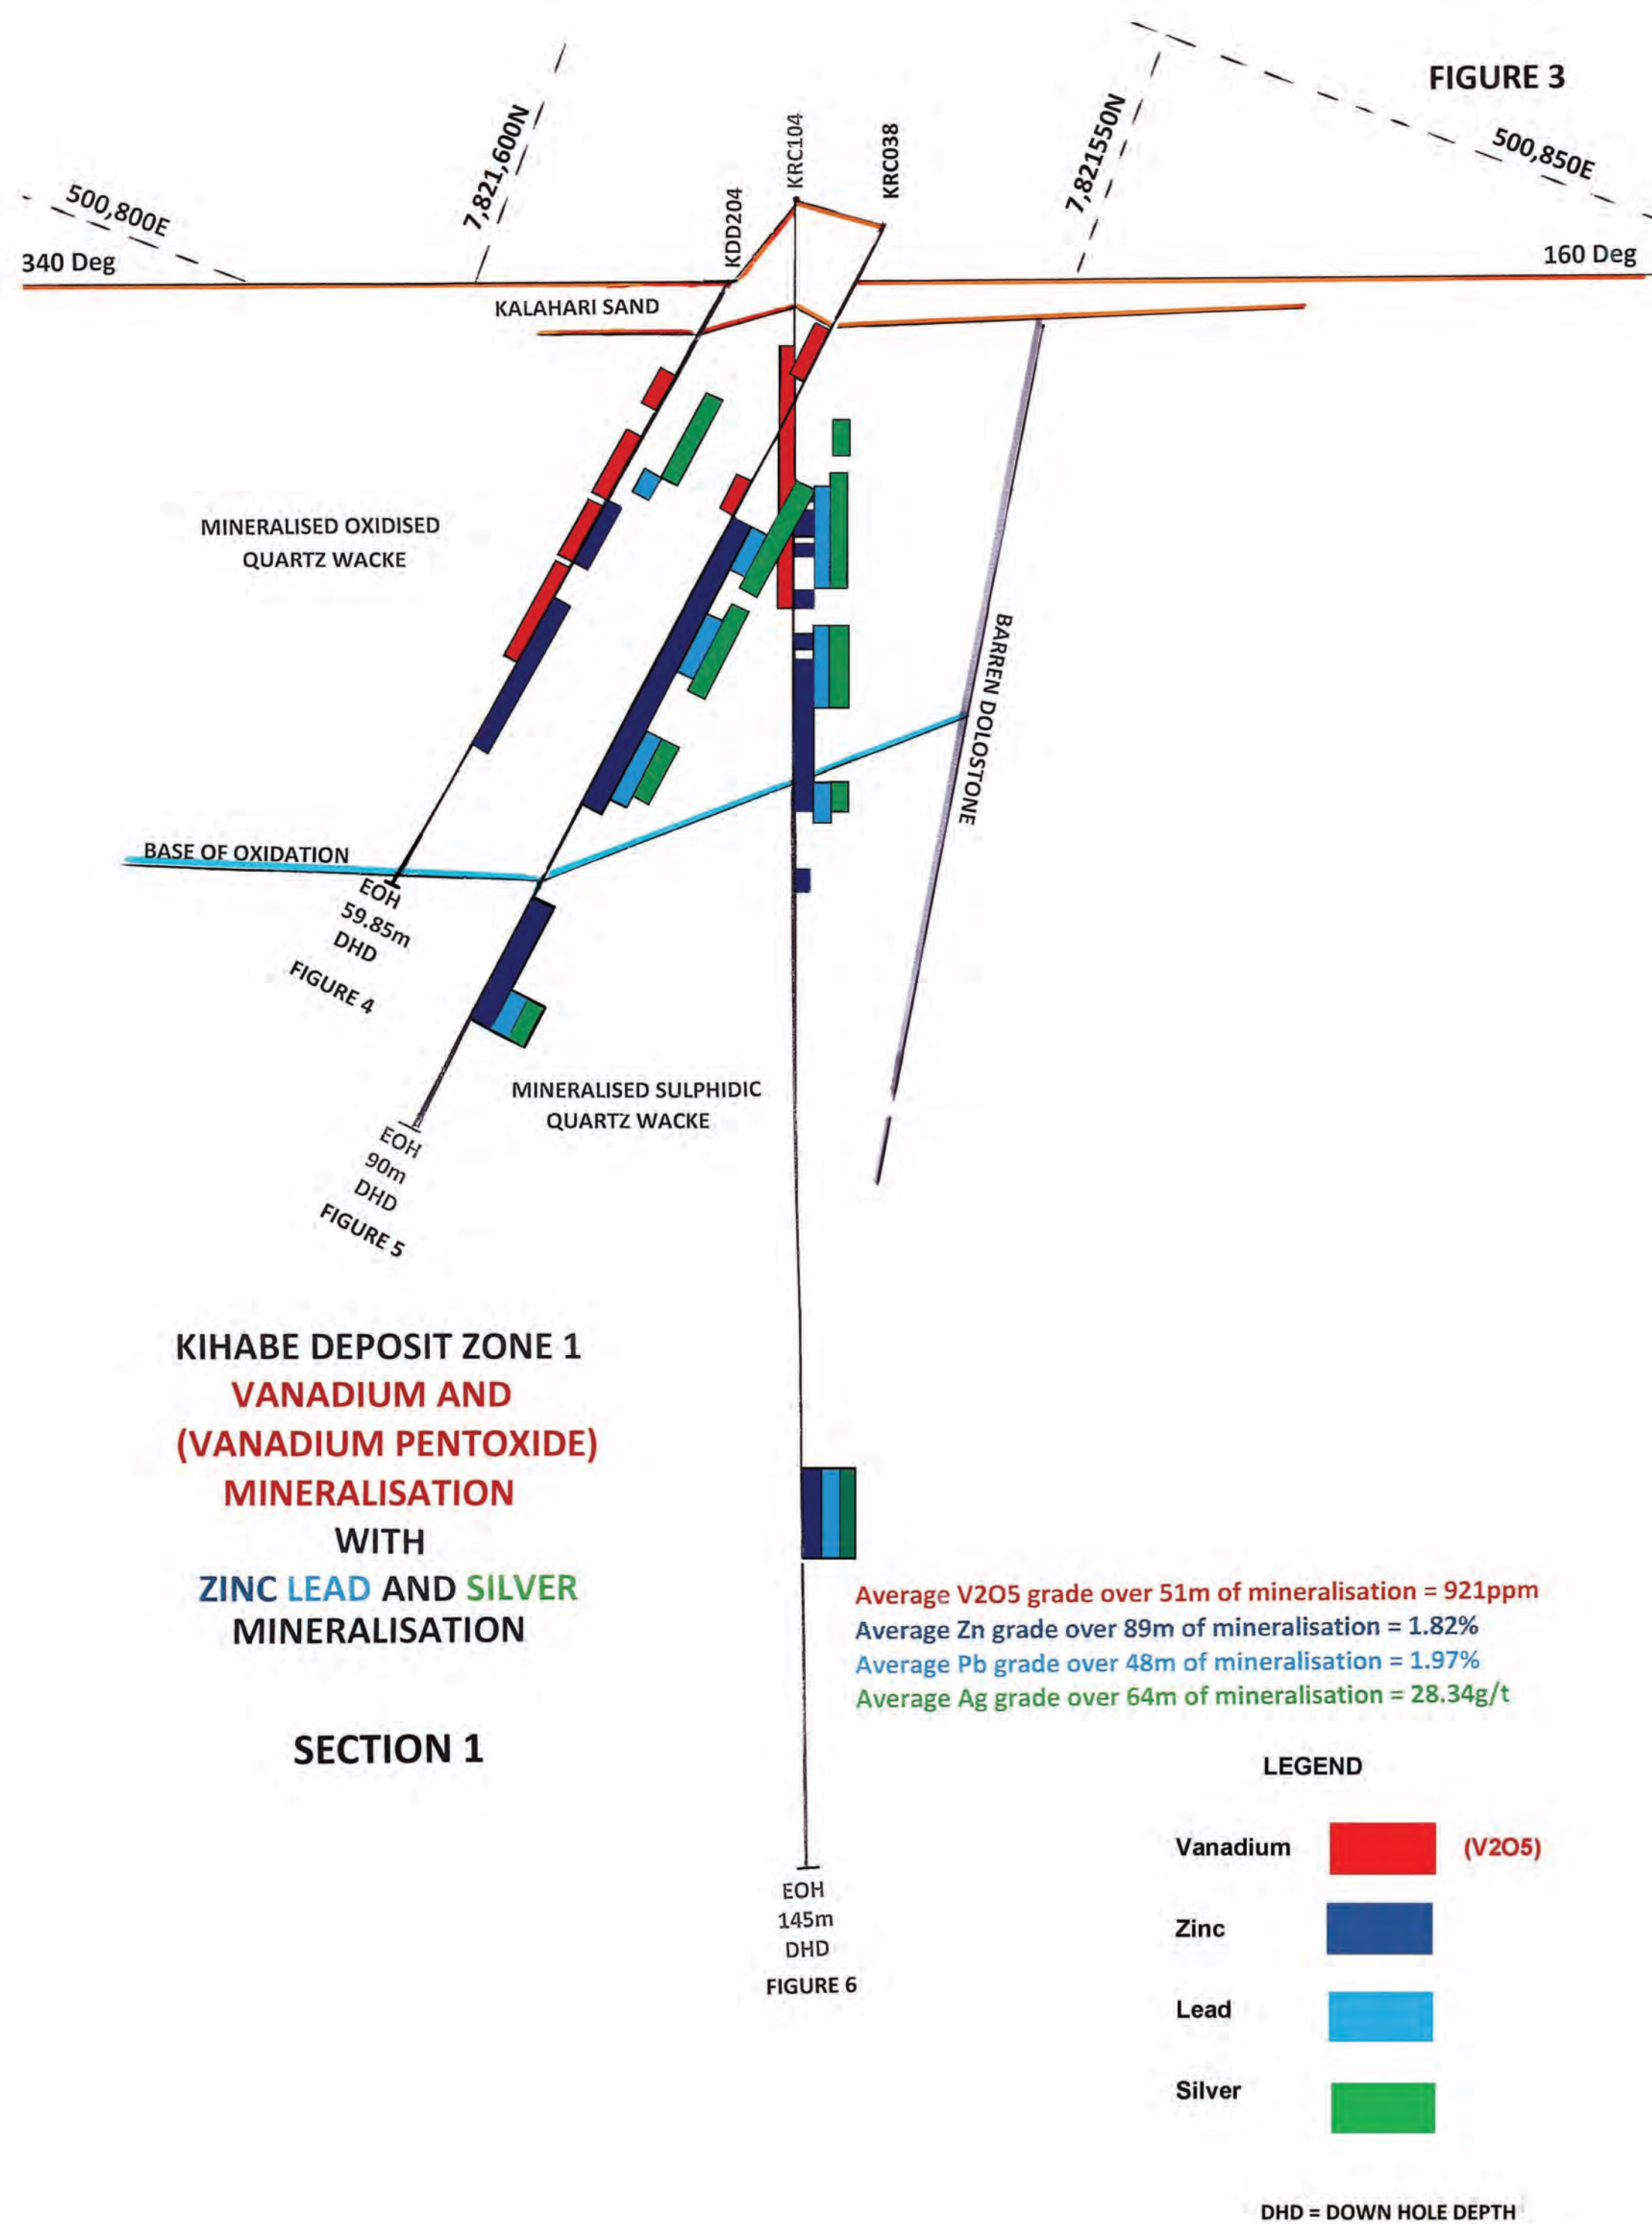 FIGURE 3
500,850E
7,821550N
7,821,600N
KRC104
KRC038
500,800E
KDD204
340 Deg
160 Deg
KALAHARI SAND
MINERALISED OXIDISED
QUARTZ WACKE
BARREN DOLOSTONE
BASE OF OXIDATION
EOH
59.85m
DHD
FIGURE 4
MINERALISED SULPHIDIC
QUARTZ WACKE
EOH
90m
DHD
FIGURE 5
KIHABE DEPOSIT ZONE 1
VANADIUM AND
(VANADIUM PENTOXIDE)
MINERALISATION
WITH
ZINC LEAD AND SILVER
MINERALISATION
SECTION 1
Average V2O5 grade over 51m of mineralisation = 921ppm
Average Zn grade over 89m of mineralisation = 1.82%
Average Pb grade over 48m of mineralisation = 1.97%
Average Ag grade over 64m of mineralisation = 28.34g/t
LEGEND
Vanadium (V2O5)
Zinc
Lead
Silver
EOH
145m
DHD
FIGURE 6
DHD = DOWN HOLE DEPTH